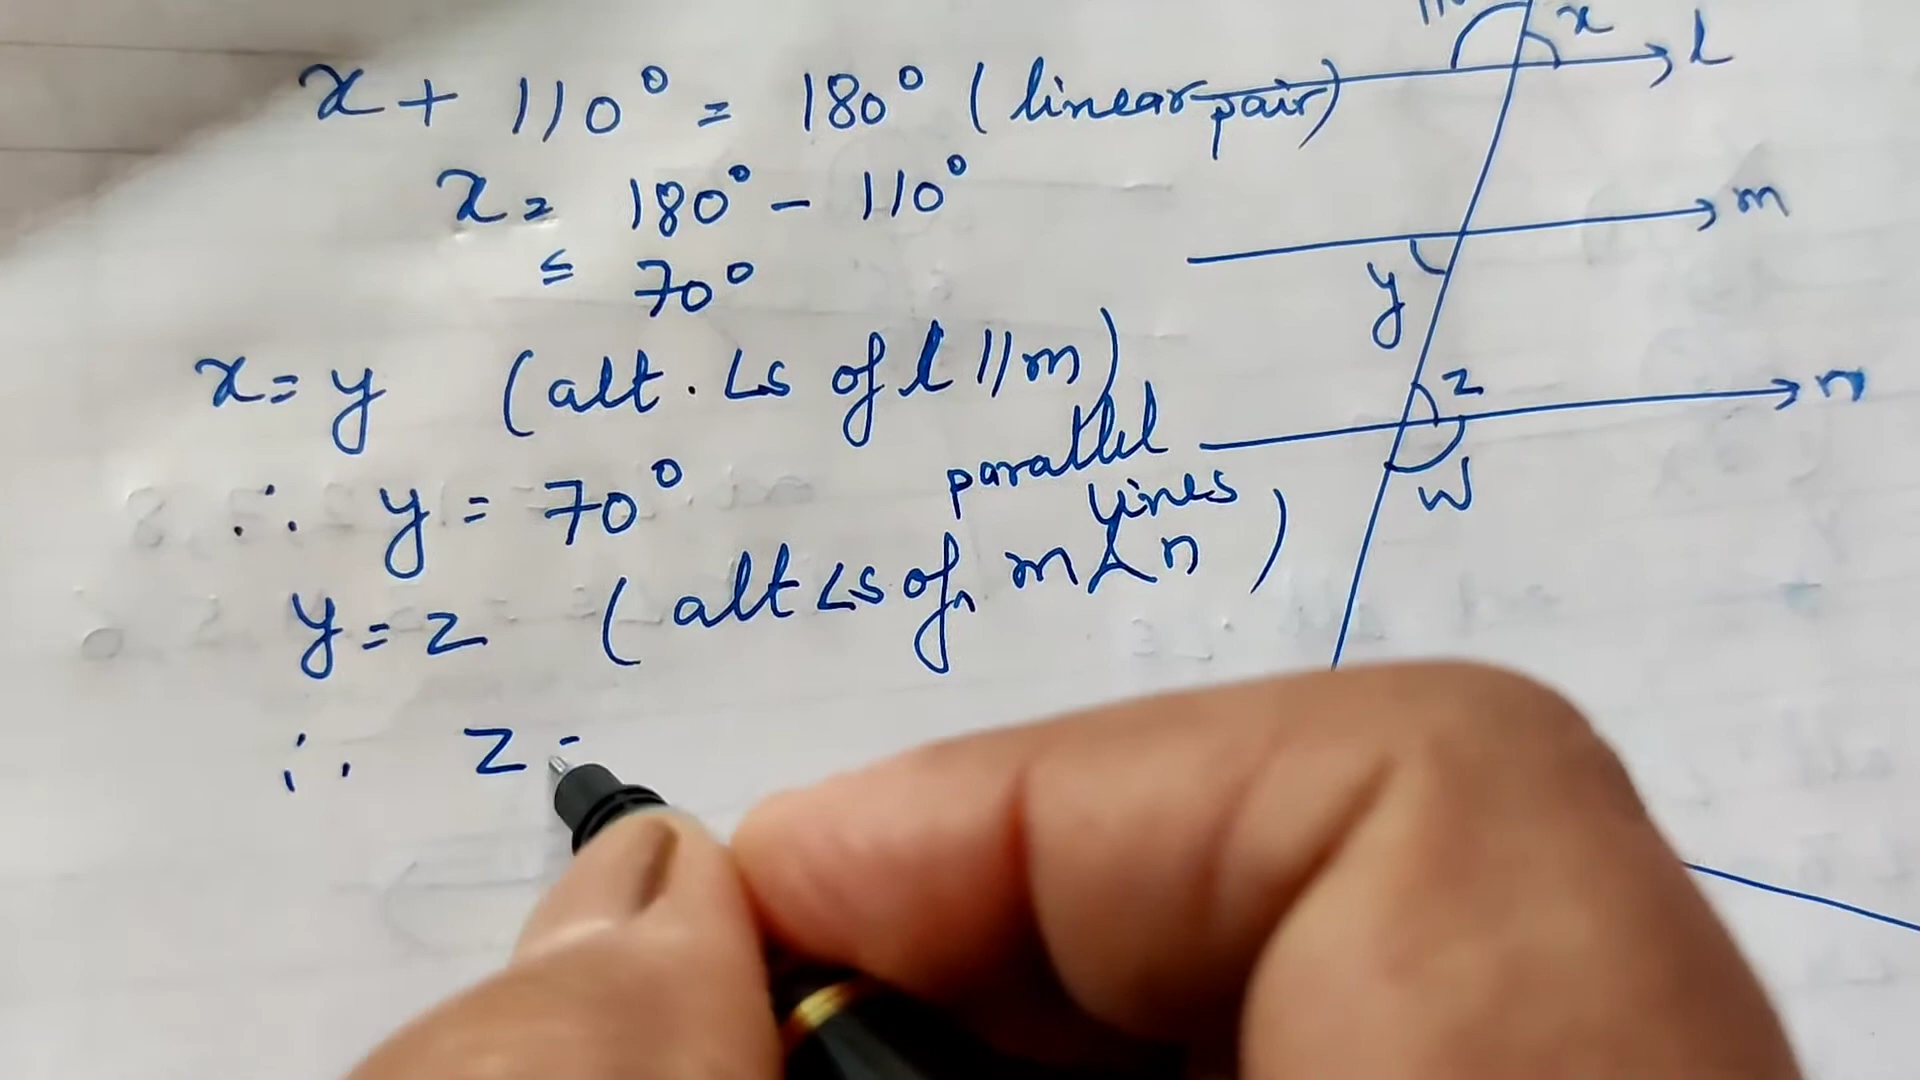 x + 110° = 180° (linear pair)
x = 180° - 110°
= 70°
x = y (alt. ∠s of l // m)
∴ y = 70°
parallel
lines
y = z (alt ∠s of ^ m & n)
∴ z =
x
l
m
y
z
n
w